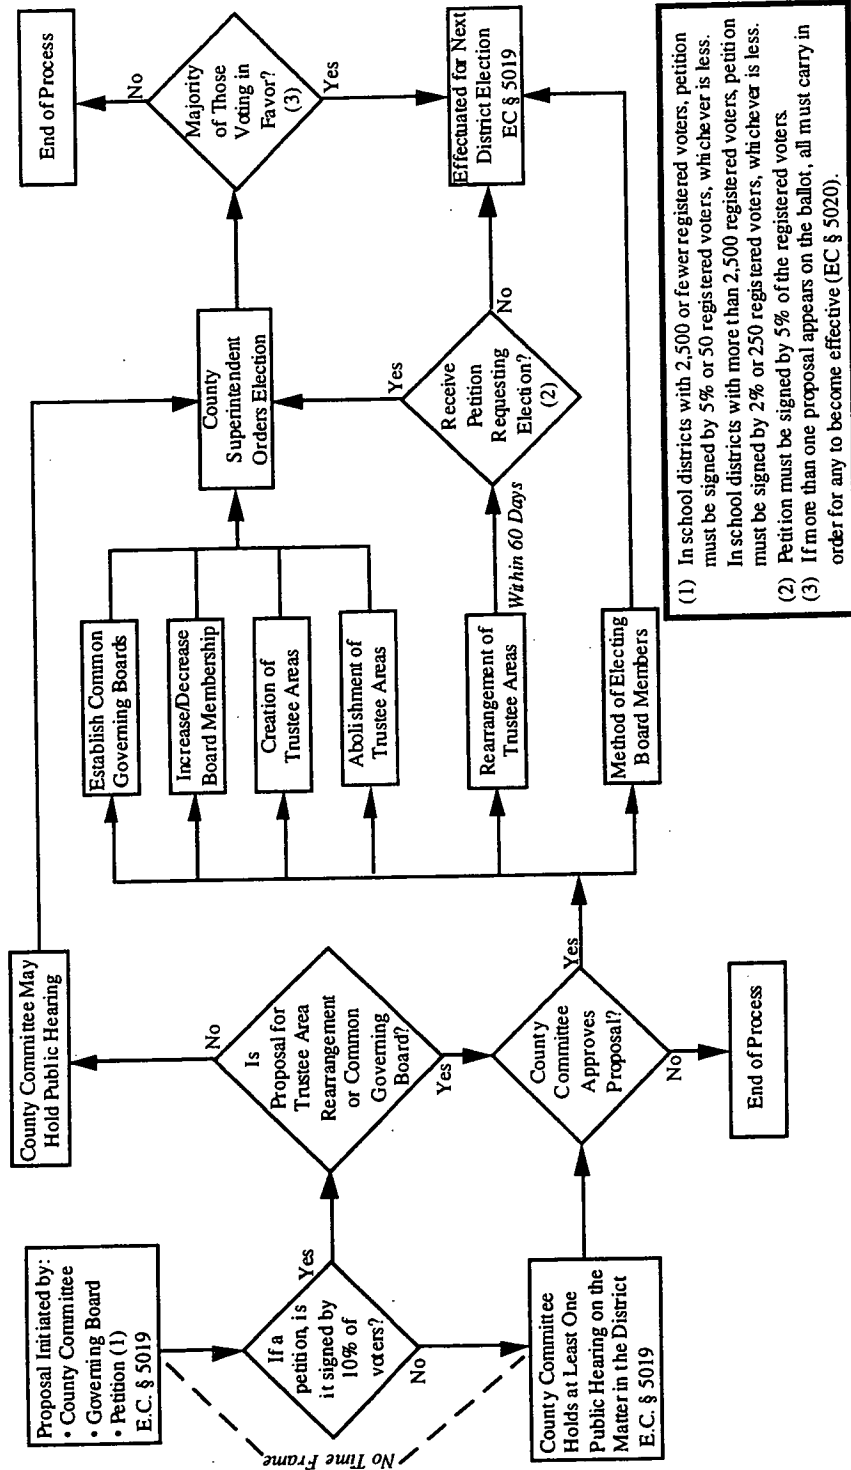 Proposal Initiated by:
• County Committee
• Governing Board
• Petition (1)
E.C. § 5019
No Time Frame
If a
petition, is
it signed by
10% of
voters?
Yes
No
County Committee
Holds at Least One
Public Hearing on the
Matter in the District
E.C. § 5019
County Committee May
Hold Public Hearing
Is
Proposal for
Trustee Area
Rearrangement
or Common
Governing
Board?
No
Yes
County
Committee
Approves
Proposal?
Yes
No
End of Process
Establish Common
Governing Boards
Increase/Decrease
Board Membership
Creation of
Trustee Areas
Abolishment of
Trustee Areas
Rearrangement of
Trustee Areas
Within 60 Days
Method of Electing
Board Members
County
Superintendent
Orders Election
Receive
Petition
Requesting
Election?
(2)
Yes
No
Majority
of Those
Voting in
Favor?
(3)
No
Yes
End of Process
Effectuated for Next
District Election
EC § 5019
(1) In school districts with 2,500 or fewer registered voters, petition
must be signed by 5% or 50 registered voters, whichever is less.
In school districts with more than 2,500 registered voters, petition
must be signed by 2% or 250 registered voters, whichever is less.
(2) Petition must be signed by 5% of the registered voters.
(3) If more than one proposal appears on the ballot, all must carry in
order for any to become effective (EC § 5020).